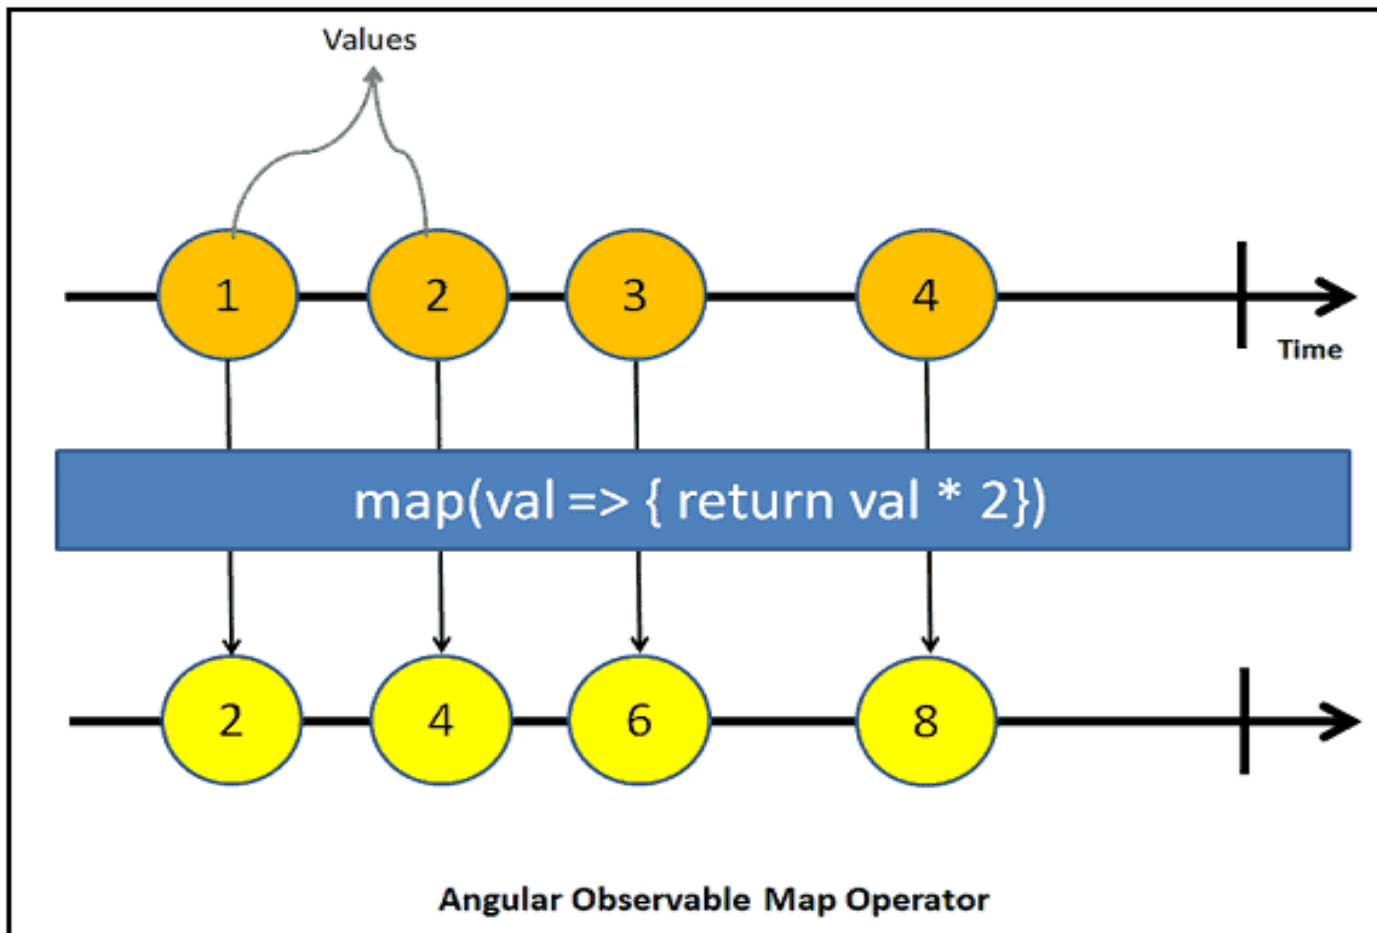 Values
1 2 3 4
Time
map(val => { return val * 2})
2 4 6 8
Angular Observable Map Operator